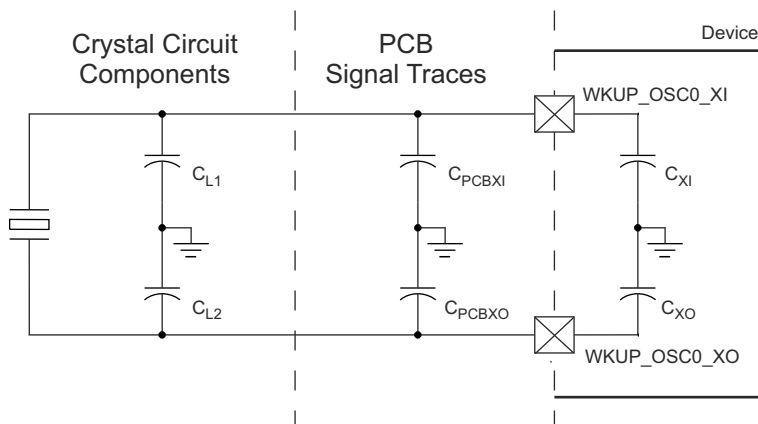 Crystal Circuit
Components
PCB
Signal Traces
Device
WKUP_OSC0_XI
CL1
CPCBXI
CXI
CL2
CPCBXO
CXO
WKUP_OSC0_XO